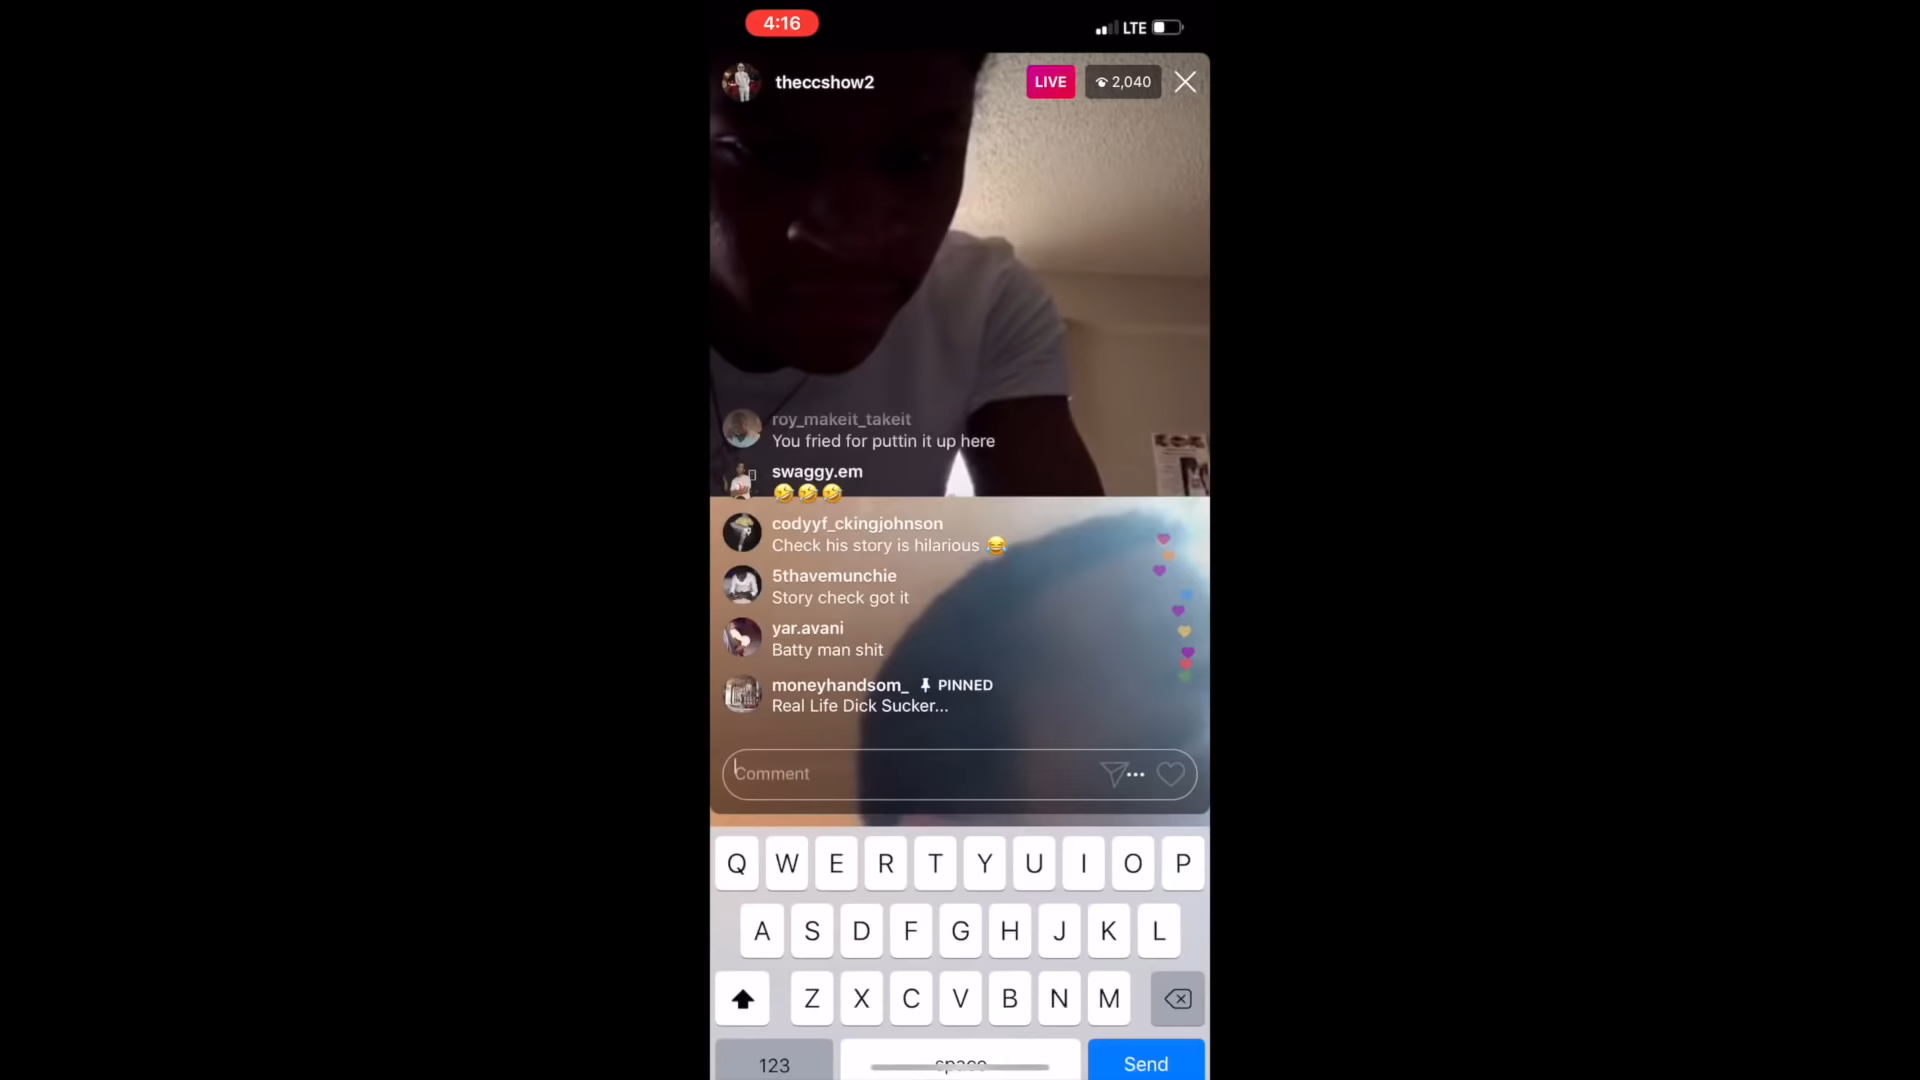 4:16
LTE
theccshow2
LIVE
2,040
roy_makeit_takeit
You fried for puttin it up here
swaggy.em
🤣🤣🤣
codyyf_ckingjohnson
Check his story is hilarious 😂
5thavemunchie
Story check got it
yar.avani
Batty man shit
moneyhandsom_ PINNED
Real Life Dick Sucker...
Comment
Q W E R T Y U I O P
A S D F G H J K L
Z X C V B N M
123 space Send